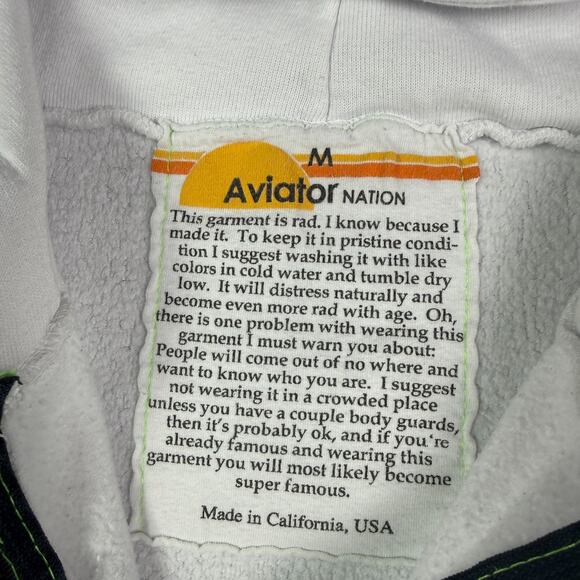 M
Aviator NATION
This garment is rad. I know because I
made it. To keep it in pristine condi-
tion I suggest washing it with like
colors in cold water and tumble dry
low. It will distress naturally and
become even more rad with age. Oh,
there is one problem with wearing this
garment I must warn you about:
People will come out of no where and
want to know who you are. I suggest
not wearing it in a crowded place
unless you have a couple body guards,
then it's probably ok, and if you're
already famous and wearing this
garment you will most likely become
super famous.
Made in California, USA